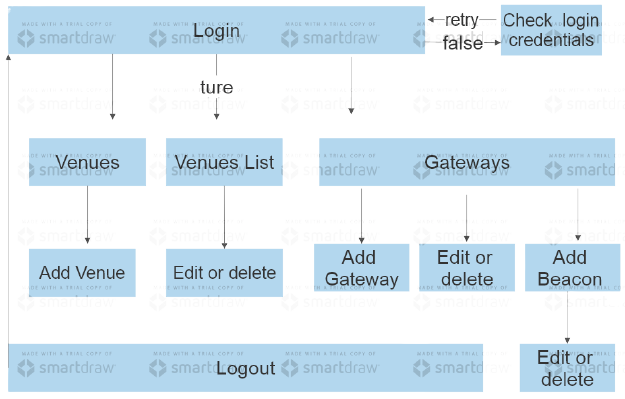 Login
retry
false
Check login
credentials
ture
Venues
Venues List
Gateways
Add Venue
Edit or delete
Add
Gateway
Edit or
delete
Add
Beacon
Logout
Edit or
delete
MADE WITH A TRIAL COPY OF
smartdraw